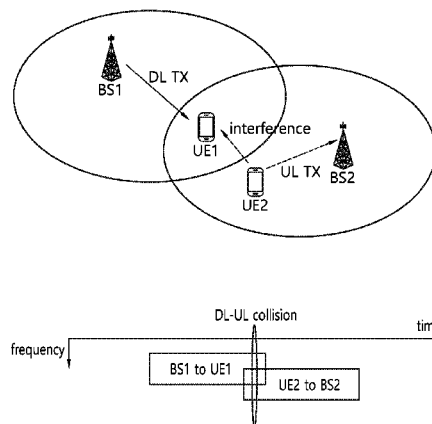 BS1
DL TX
UE1
interference
UE2
UL TX
BS2
DL-UL collision
frequency
BS1 to UE1
UE2 to BS2